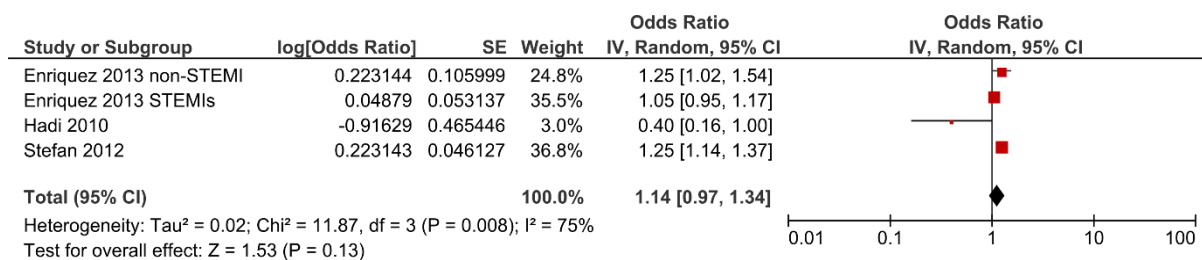 Odds Ratio Odds Ratio
Study or Subgroup log[Odds Ratio] SE Weight IV, Random, 95% CI IV, Random, 95% CI
Enriquez 2013 non-STEMI 0.223144 0.105999 24.8% 1.25 [1.02, 1.54]
Enriquez 2013 STEMIs 0.04879 0.053137 35.5% 1.05 [0.95, 1.17]
Hadi 2010 -0.91629 0.465446 3.0% 0.40 [0.16, 1.00]
Stefan 2012 0.223143 0.046127 36.8% 1.25 [1.14, 1.37]
Total (95% CI) 100.0% 1.14 [0.97, 1.34]
Heterogeneity: Tau² = 0.02; Chi² = 11.87, df = 3 (P = 0.008); I² = 75%
Test for overall effect: Z = 1.53 (P = 0.13)
0.01 0.1 1 10 100